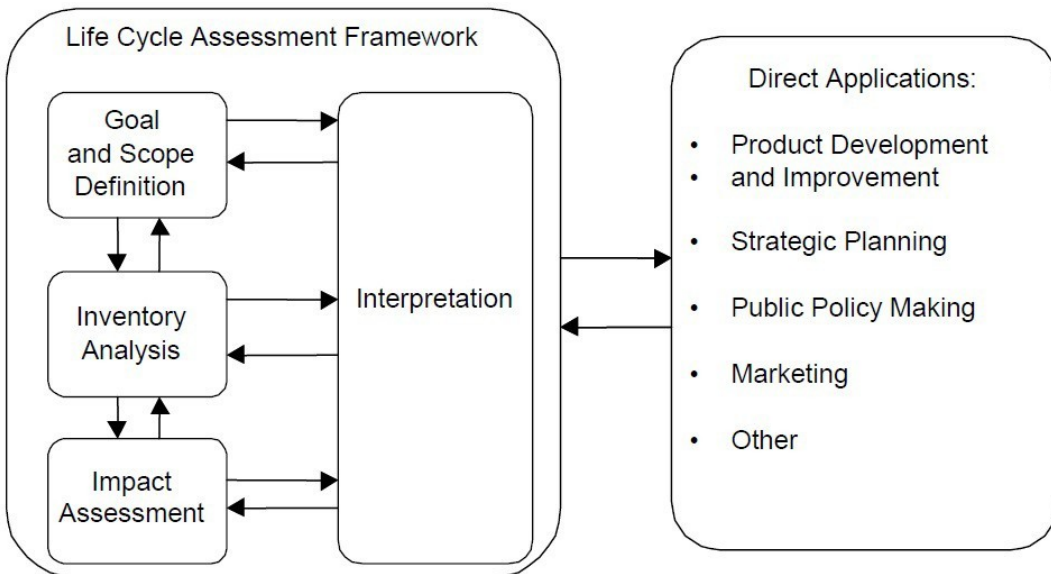 Life Cycle Assessment Framework
Goal
and Scope
Definition
Inventory
Analysis
Impact
Assessment
Interpretation
Direct Applications:
• Product Development
• and Improvement
• Strategic Planning
• Public Policy Making
• Marketing
• Other